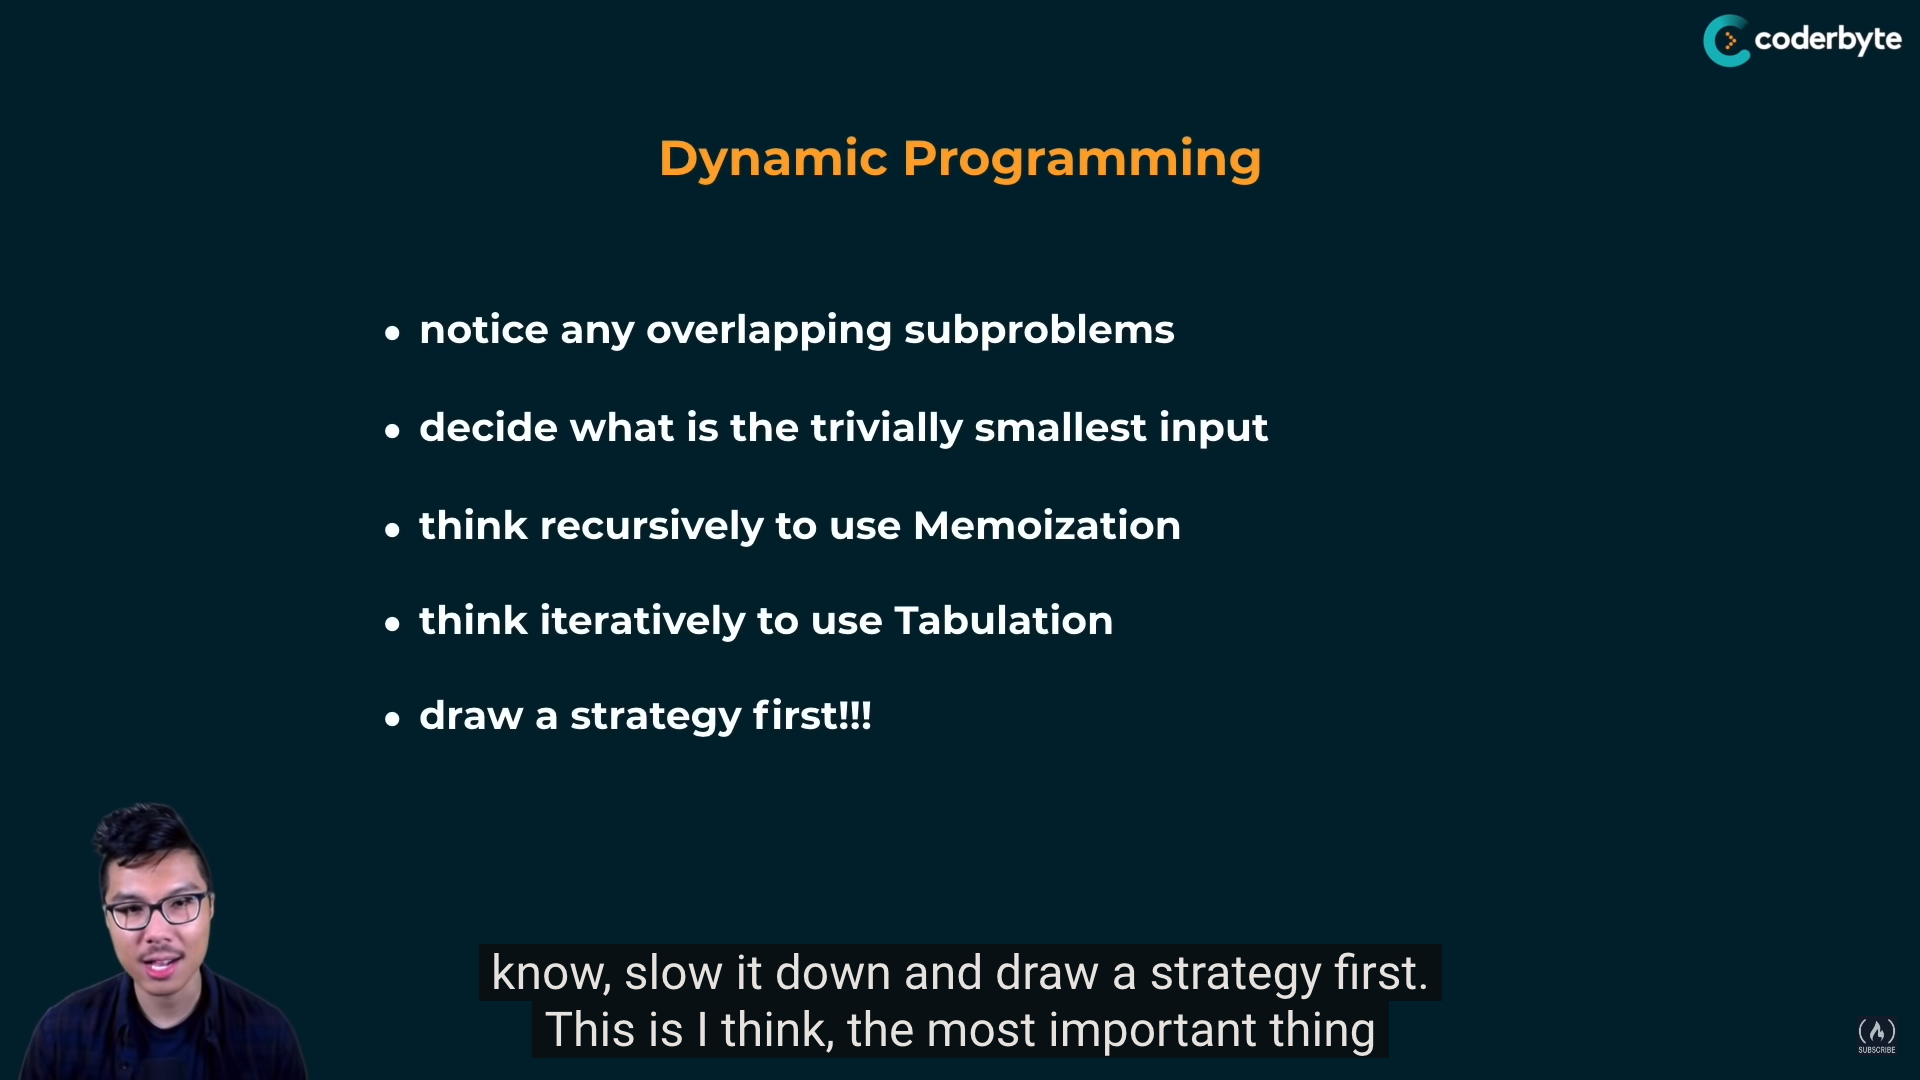 coderbyte
Dynamic Programming
• notice any overlapping subproblems
• decide what is the trivially smallest input
• think recursively to use Memoization
• think iteratively to use Tabulation
• draw a strategy first!!!
know, slow it down and draw a strategy first.
This is I think, the most important thing
SUBSCRIBE